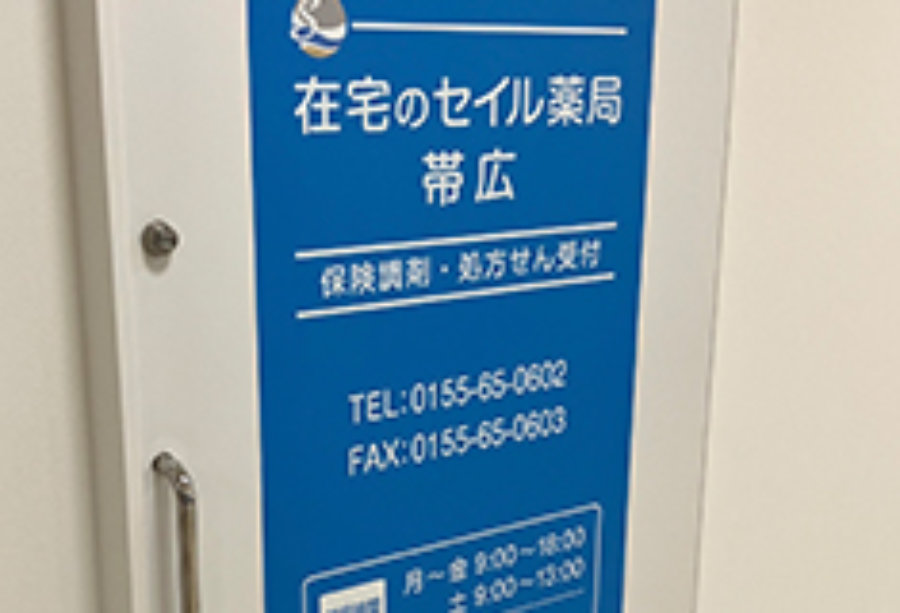 在宅のセイル薬局
帯広
保険調剤・処方せん受付
TEL:0155-65-0602
FAX:0155-65-0603
月～金 9:00～18:00
土 9:00～13:00